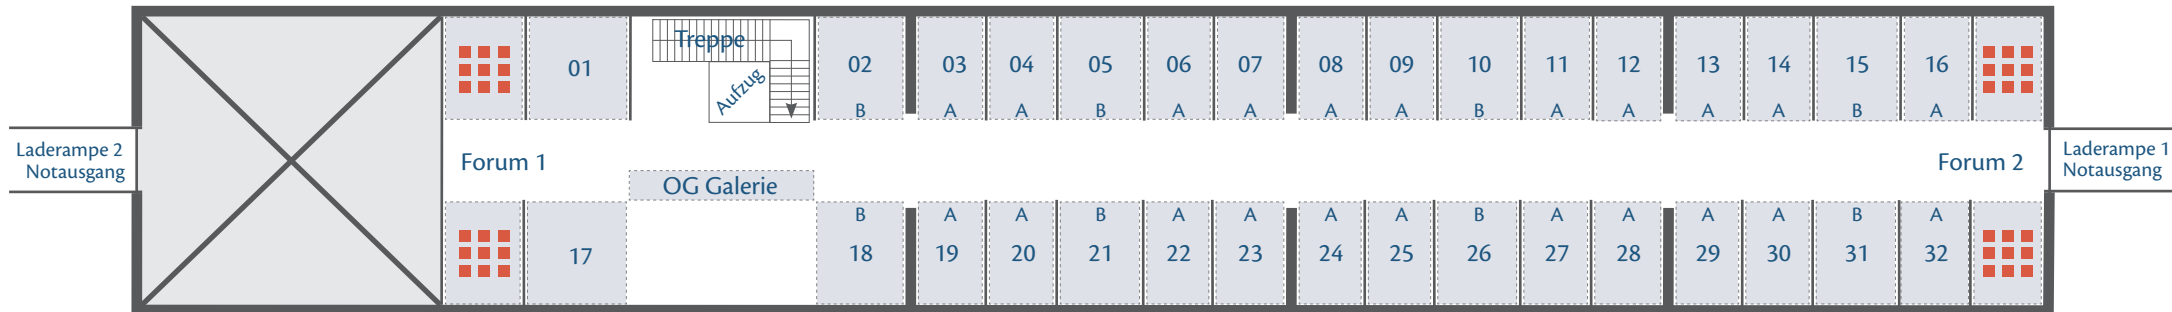 Treppe
Aufzug
01
02
03
04
05
06
07
08
09
10
11
12
13
14
15
16
B
A
A
B
A
A
A
A
B
A
A
A
A
B
A
Laderampe 2
Notausgang
Forum 1
OG Galerie
Forum 2
Laderampe 1
Notausgang
B
A
A
B
A
A
A
A
B
A
A
A
A
B
A
17
18
19
20
21
22
23
24
25
26
27
28
29
30
31
32